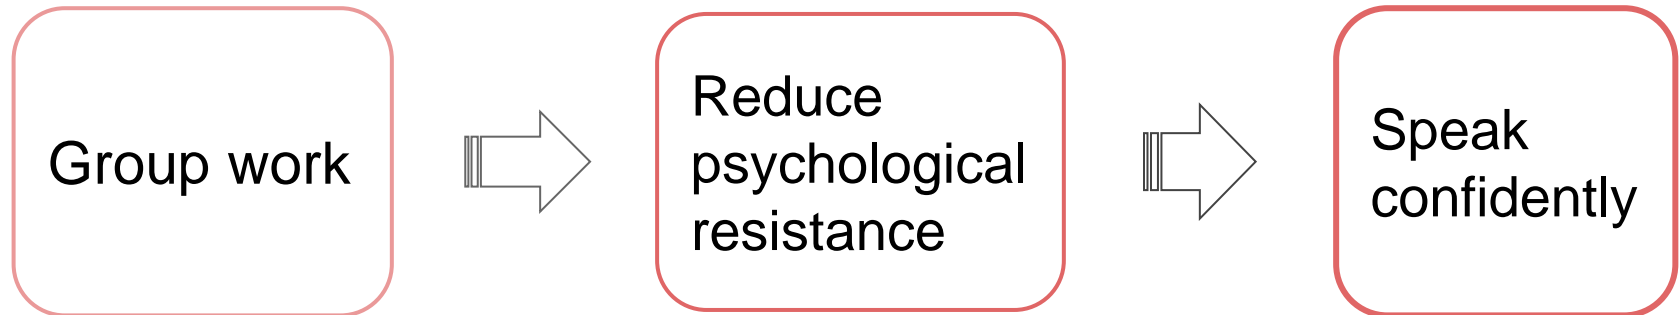 Group work
Reduce
psychological
resistance
Speak
confidently